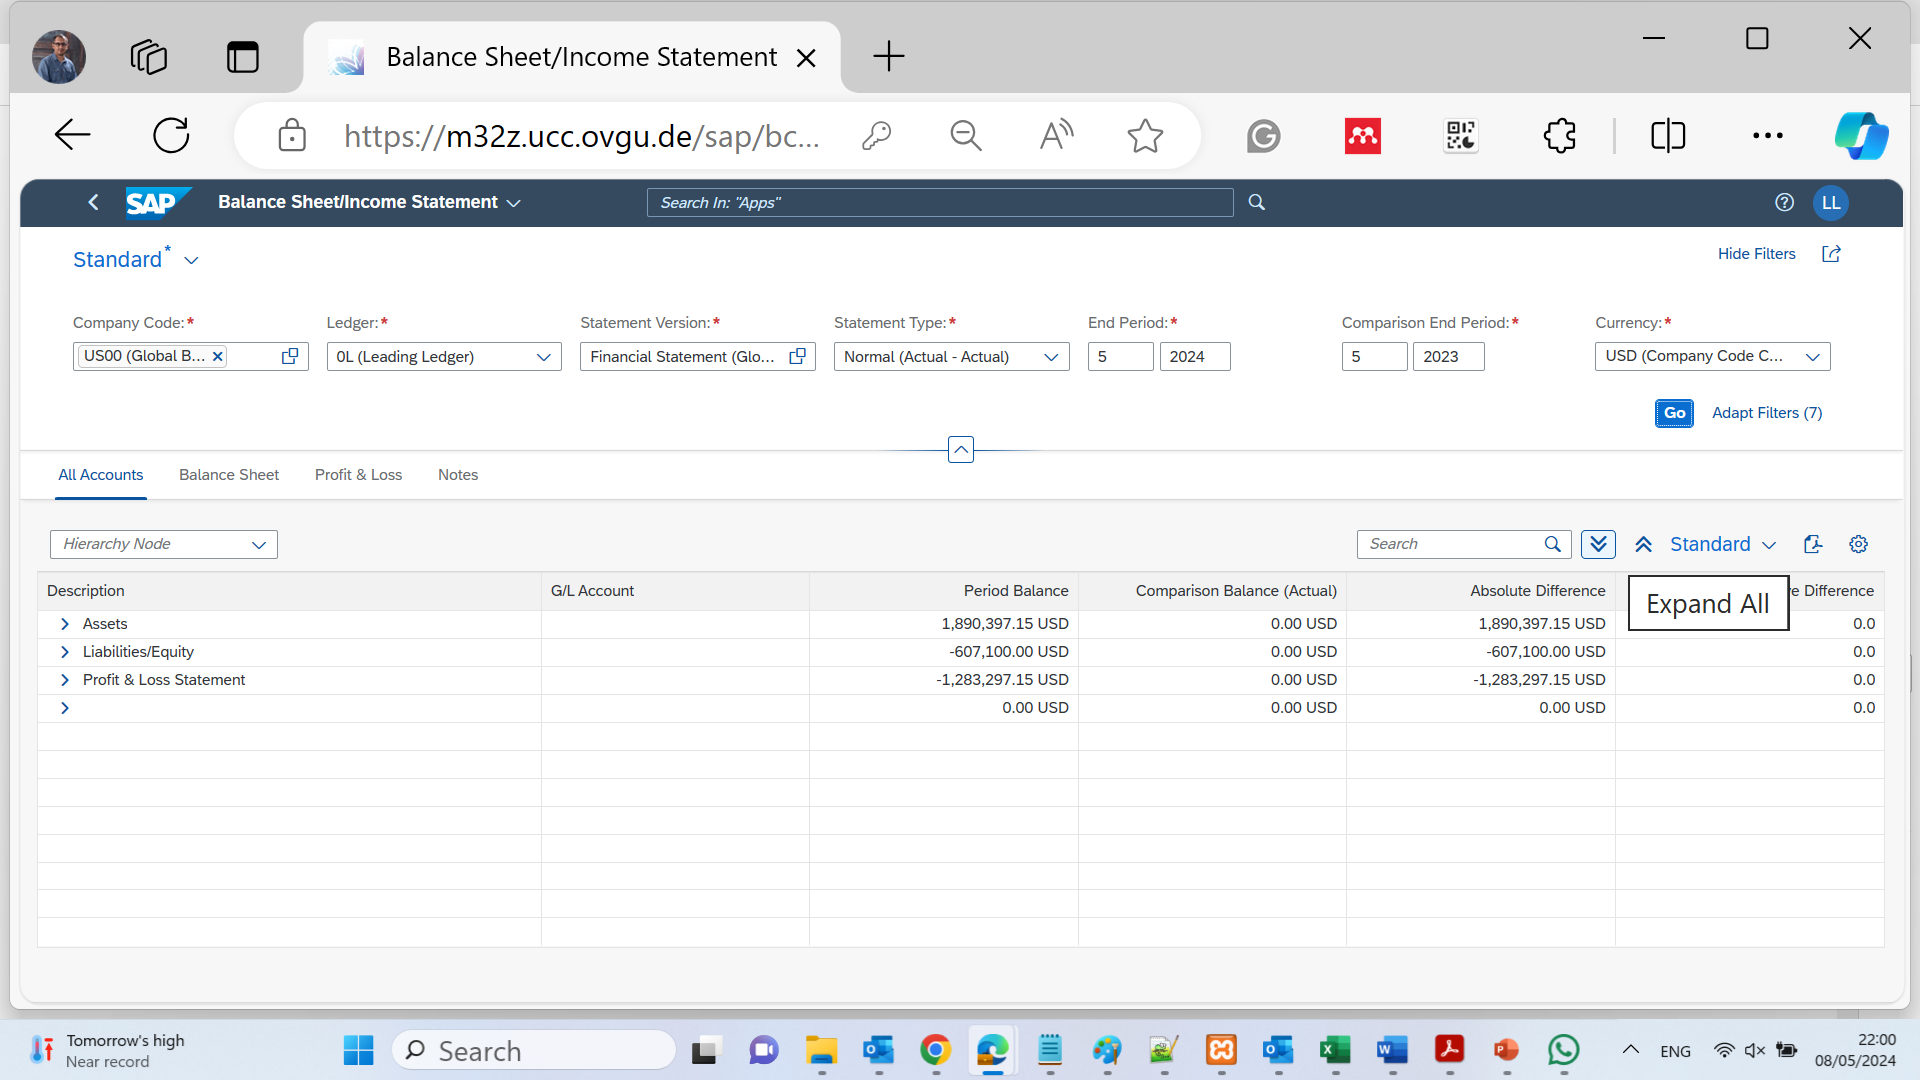 Balance Sheet/Income Statement
https://m32z.ucc.ovgu.de/sap/bc...
SAP
Balance Sheet/Income Statement
Search In: "Apps"
LL
Standard*
Hide Filters
Company Code:*
Ledger:*
Statement Version:*
Statement Type:*
End Period:*
Comparison End Period:*
Currency:*
US00 (Global B...
0L (Leading Ledger)
Financial Statement (Glo...
Normal (Actual - Actual)
5
2024
5
2023
USD (Company Code C...
Go
Adapt Filters (7)
All Accounts
Balance Sheet
Profit & Loss
Notes
Hierarchy Node
Search
Standard
Description
G/L Account
Period Balance
Comparison Balance (Actual)
Absolute Difference
e Difference
Expand All
Assets 1,890,397.15 USD 0.00 USD 1,890,397.15 USD 0.0
Liabilities/Equity -607,100.00 USD 0.00 USD -607,100.00 USD 0.0
Profit & Loss Statement -1,283,297.15 USD 0.00 USD -1,283,297.15 USD 0.0
0.00 USD 0.00 USD 0.00 USD 0.0
Tomorrow's high
Near record
Search
ENG
22:00
08/05/2024